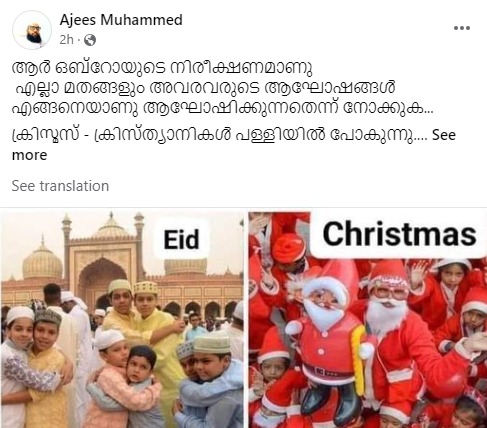 Ajees Muhammed
2h ·
ആർ ഒബ്റോയുടെ നിരീക്ഷണമാണു
എല്ലാ മതങ്ങളും അവരവരുടെ ആഘോഷങ്ങൾ
എങ്ങനെയാണു ആഘോഷിക്കുന്നതെന്ന് നോക്കുക...
ക്രിസ്മസ് - ക്രിസ്ത്യാനികൾ പള്ളിയിൽ പോകുന്നു.... See
more
See translation
Eid
Christmas